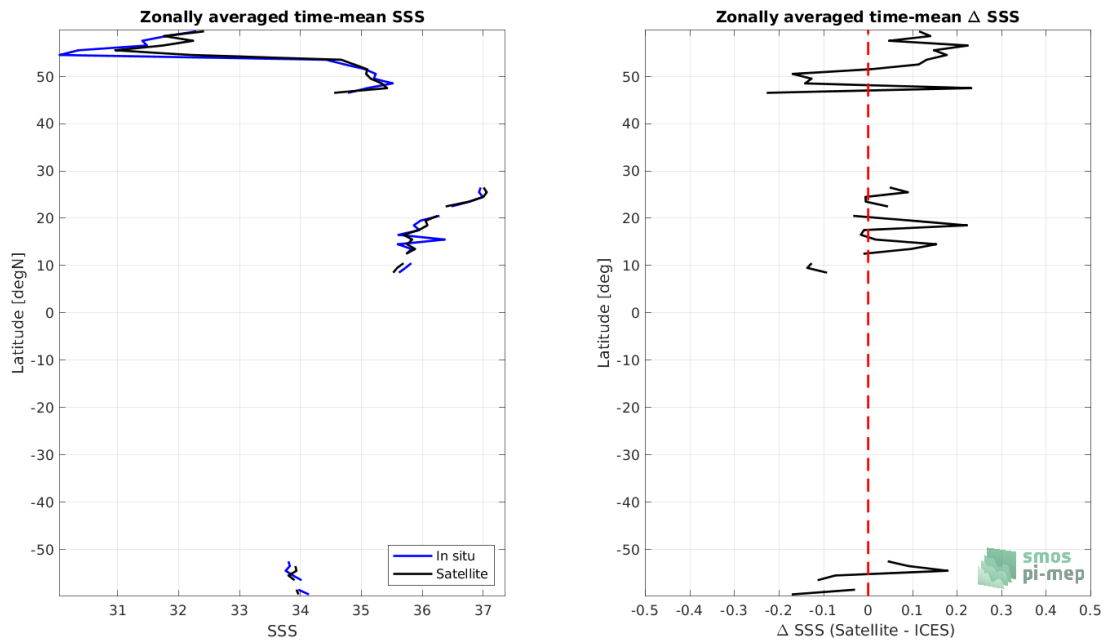 Zonally averaged time-mean SSS
50
40
30
20
10
0
-10
-20
-30
-40
-50
Latitude [degN]
31 32 33 34 35 36 37
SSS
In situ
Satellite
Zonally averaged time-mean Δ SSS
50
40
30
20
10
0
-10
-20
-30
-40
-50
Latitude [deg]
-0.5 -0.4 -0.3 -0.2 -0.1 0 0.1 0.2 0.3 0.4 0.5
Δ SSS (Satellite - ICES)
smos
pi-mep